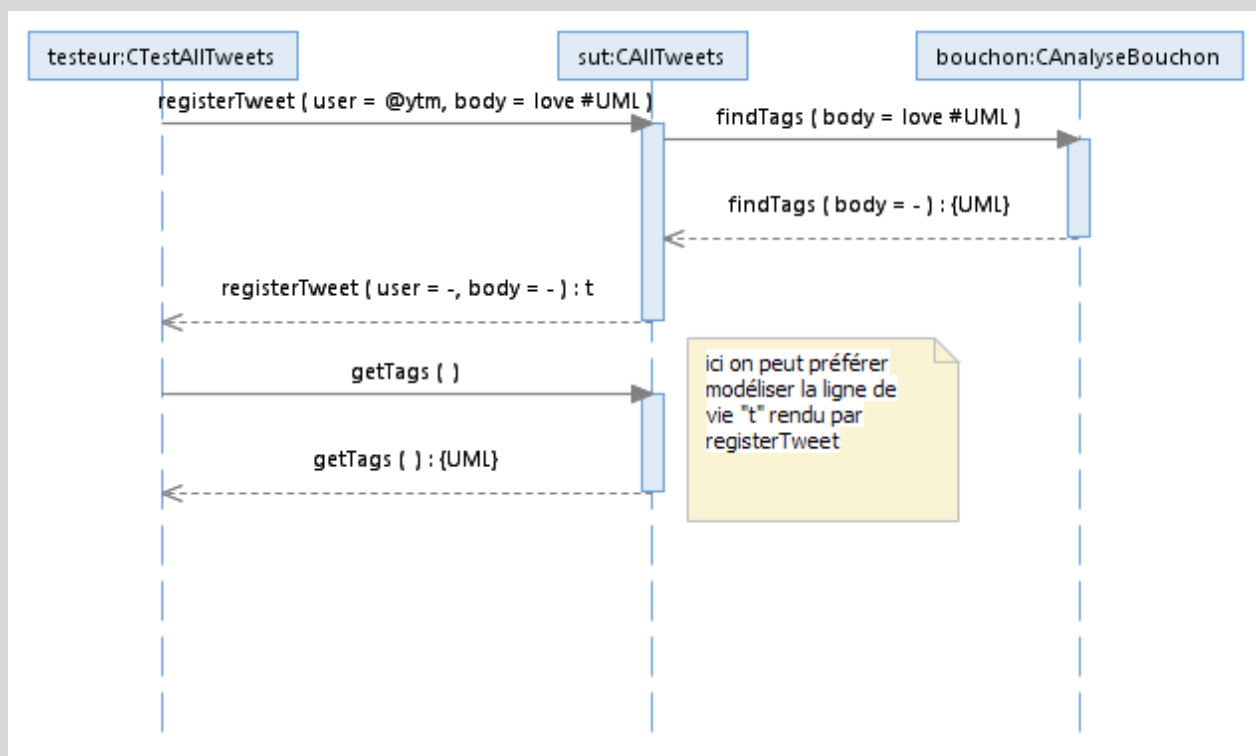 testeur:CTestAllTweets
sut:CAllTweets
bouchon:CAnalyseBouchon
registerTweet ( user = @ytm, body = love #UML )
findTags ( body = love #UML )
findTags ( body = - ) : {UML}
registerTweet ( user = -, body = - ) : t
ici on peut préférer
modéliser la ligne de
vie "t" rendu par
registerTweet
getTags ( )
getTags ( ) : {UML}